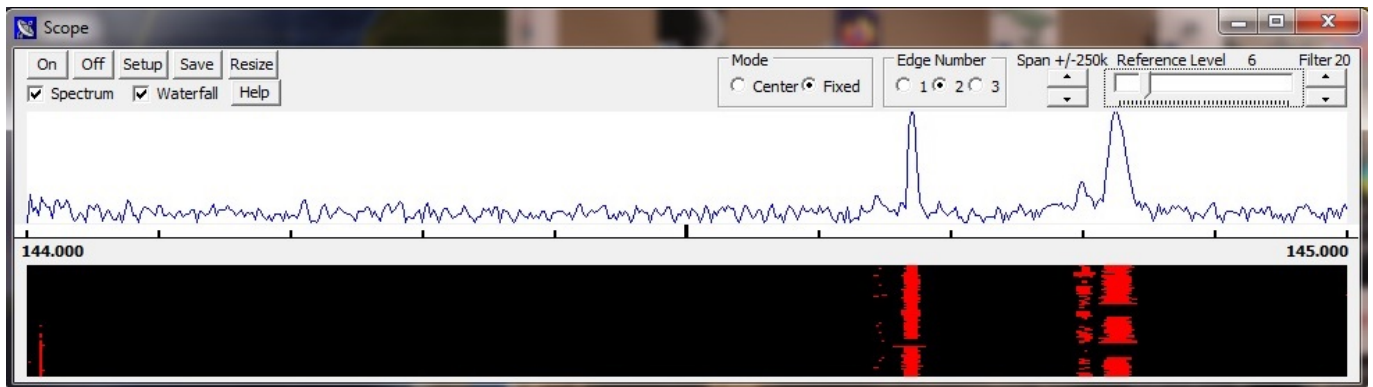 Scope
On Off Setup Save Resize
Spectrum Waterfall Help
Mode
Center Fixed
Edge Number
1 2 3
Span +/-250k Reference Level 6 Filter 20
144.000 145.000